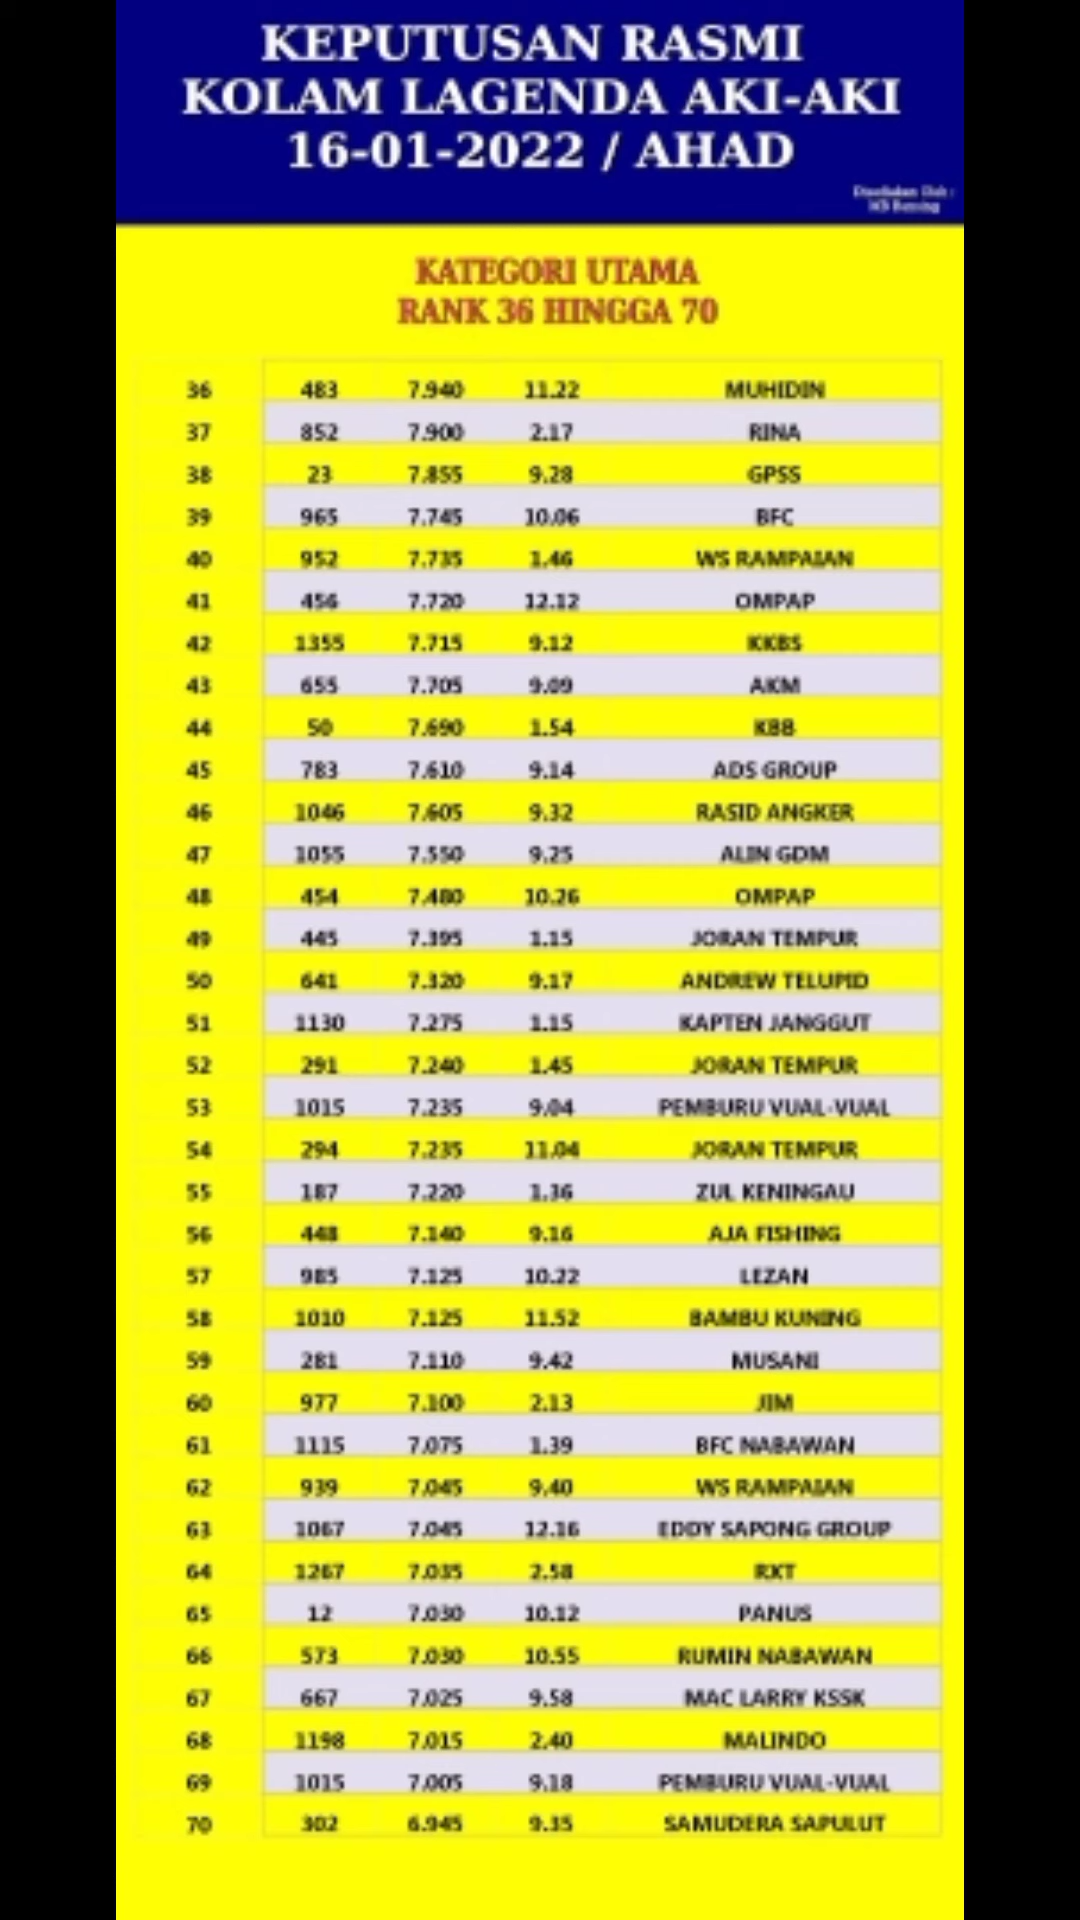 KEPUTUSAN RASMI
KOLAM LAGENDA AKI-AKI
16-01-2022 / AHAD
Disediakan Oleh :
KATEGORI UTAMA
RANK 36 HINGGA 70
36 483 7.940 11.22 MUHIDIN
37 852 7.900 2.17 RINA
38 23 7.855 9.28 GPSS
39 965 7.745 10.06 BFC
40 952 7.735 1.46 WS RAMPAIAN
41 456 7.720 12.12 OMPAP
42 1355 7.715 9.12 KKBS
43 655 7.705 9.09 AKM
44 50 7.690 1.54 KBB
45 783 7.610 9.14 ADS GROUP
46 1046 7.605 9.32 RASID ANGKER
47 1055 7.550 9.25 ALIN GDM
48 454 7.480 10.26 OMPAP
49 445 7.395 1.15 JORAN TEMPUR
50 641 7.320 9.17 ANDREW TELUPID
51 1130 7.275 1.15 KAPTEN JANGGUT
52 291 7.240 1.45 JORAN TEMPUR
53 1015 7.235 9.04 PEMBURU VUAL-VUAL
54 294 7.235 11.04 JORAN TEMPUR
55 187 7.220 1.36 ZUL KENINGAU
56 448 7.140 9.16 AJA FISHING
57 985 7.125 10.22 LEZAN
58 1010 7.125 11.52 BAMBU KUNING
59 281 7.110 9.42 MUSANI
60 977 7.100 2.13 JIM
61 1115 7.075 1.39 BFC NABAWAN
62 939 7.045 9.40 WS RAMPAIAN
63 1067 7.045 12.16 EDDY SAPONG GROUP
64 1267 7.035 2.58 RXT
65 12 7.030 10.12 PANUS
66 573 7.030 10.55 RUMIN NABAWAN
67 667 7.025 9.58 MAC LARRY KSSK
68 1198 7.015 2.40 MALINDO
69 1015 7.005 9.18 PEMBURU VUAL-VUAL
70 302 6.945 9.35 SAMUDERA SAPULUT